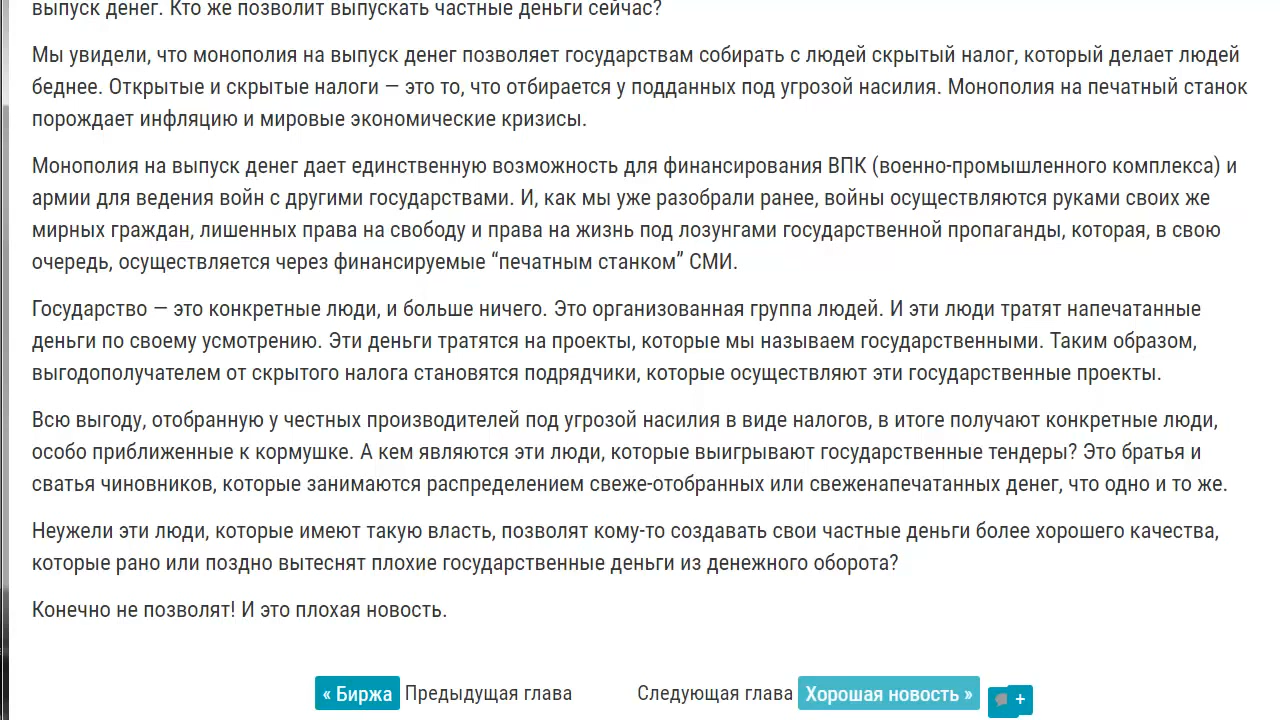 выпуск денег. Кто же позволит выпускать частные деньги сейчас?
Мы увидели, что монополия на выпуск денег позволяет государствам собирать с людей скрытый налог, который делает людей
беднее. Открытые и скрытые налоги — это то, что отбирается у подданных под угрозой насилия. Монополия на печатный станок
порождает инфляцию и мировые экономические кризисы.
Монополия на выпуск денег дает единственную возможность для финансирования ВПК (военно-промышленного комплекса) и
армии для ведения войн с другими государствами. И, как мы уже разобрали ранее, войны осуществляются руками своих же
мирных граждан, лишенных права на свободу и права на жизнь под лозунгами государственной пропаганды, которая, в свою
очередь, осуществляется через финансируемые “печатным станком” СМИ.
Государство — это конкретные люди, и больше ничего. Это организованная группа людей. И эти люди тратят напечатанные
деньги по своему усмотрению. Эти деньги тратятся на проекты, которые мы называем государственными. Таким образом,
выгодополучателем от скрытого налога становятся подрядчики, которые осуществляют эти государственные проекты.
Всю выгоду, отобранную у честных производителей под угрозой насилия в виде налогов, в итоге получают конкретные люди,
особо приближенные к кормушке. А кем являются эти люди, которые выигрывают государственные тендеры? Это братья и
сватья чиновников, которые занимаются распределением свеже-отобранных или свеженапечатанных денег, что одно и то же.
Неужели эти люди, которые имеют такую власть, позволят кому-то создавать свои частные деньги более хорошего качества,
которые рано или поздно вытеснят плохие государственные деньги из денежного оборота?
Конечно не позволят! И это плохая новость.
« Биржа Предыдущая глава Следующая глава Хорошая новость » +